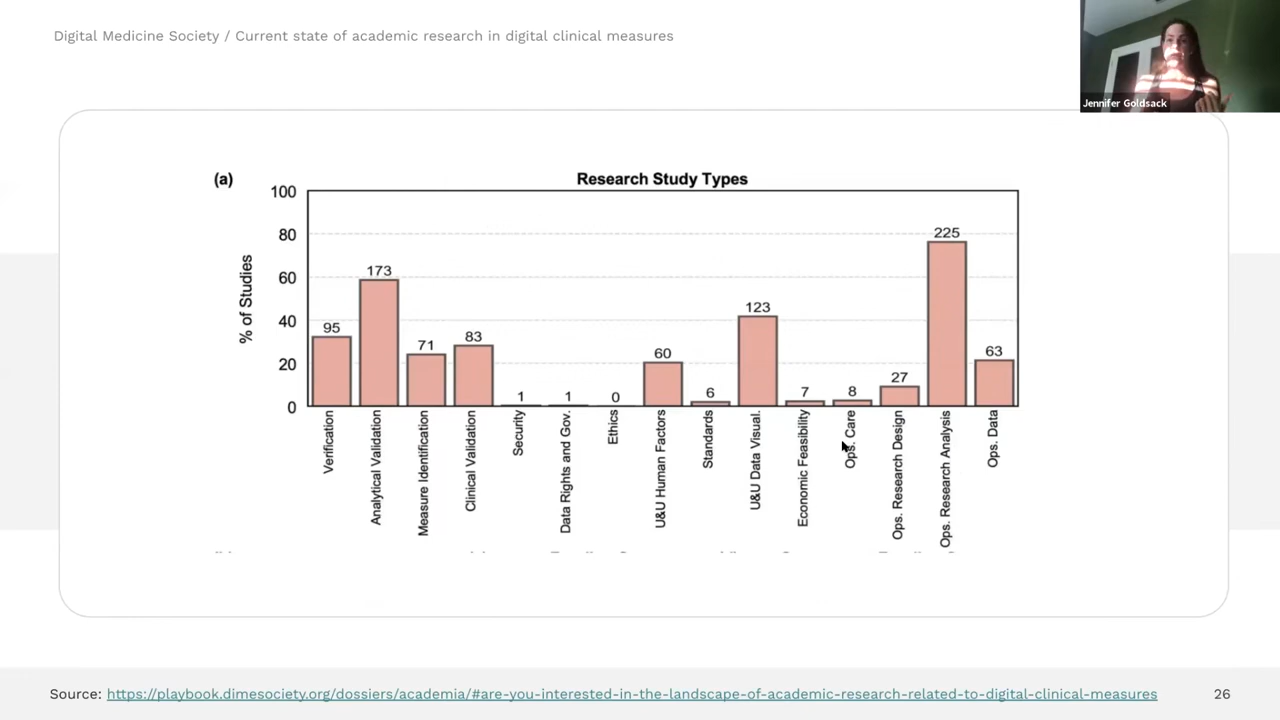 Digital Medicine Society / Current state of academic research in digital clinical measures
Jennifer Goldsack
(a)
Research Study Types
% of Studies
100
80
60
40
20
0
95
173
71
83
1
1
0
60
6
123
7
8
27
225
63
Verification
Analytical Validation
Measure Identification
Clinical Validation
Security
Data Rights and Gov.
Ethics
U&U Human Factors
Standards
U&U Data Visual.
Economic Feasibility
Ops. Care
Ops. Research Design
Ops. Research Analysis
Ops. Data
Source: https://playbook.dimesociety.org/dossiers/academia/#are-you-interested-in-the-landscape-of-academic-research-related-to-digital-clinical-measures
26